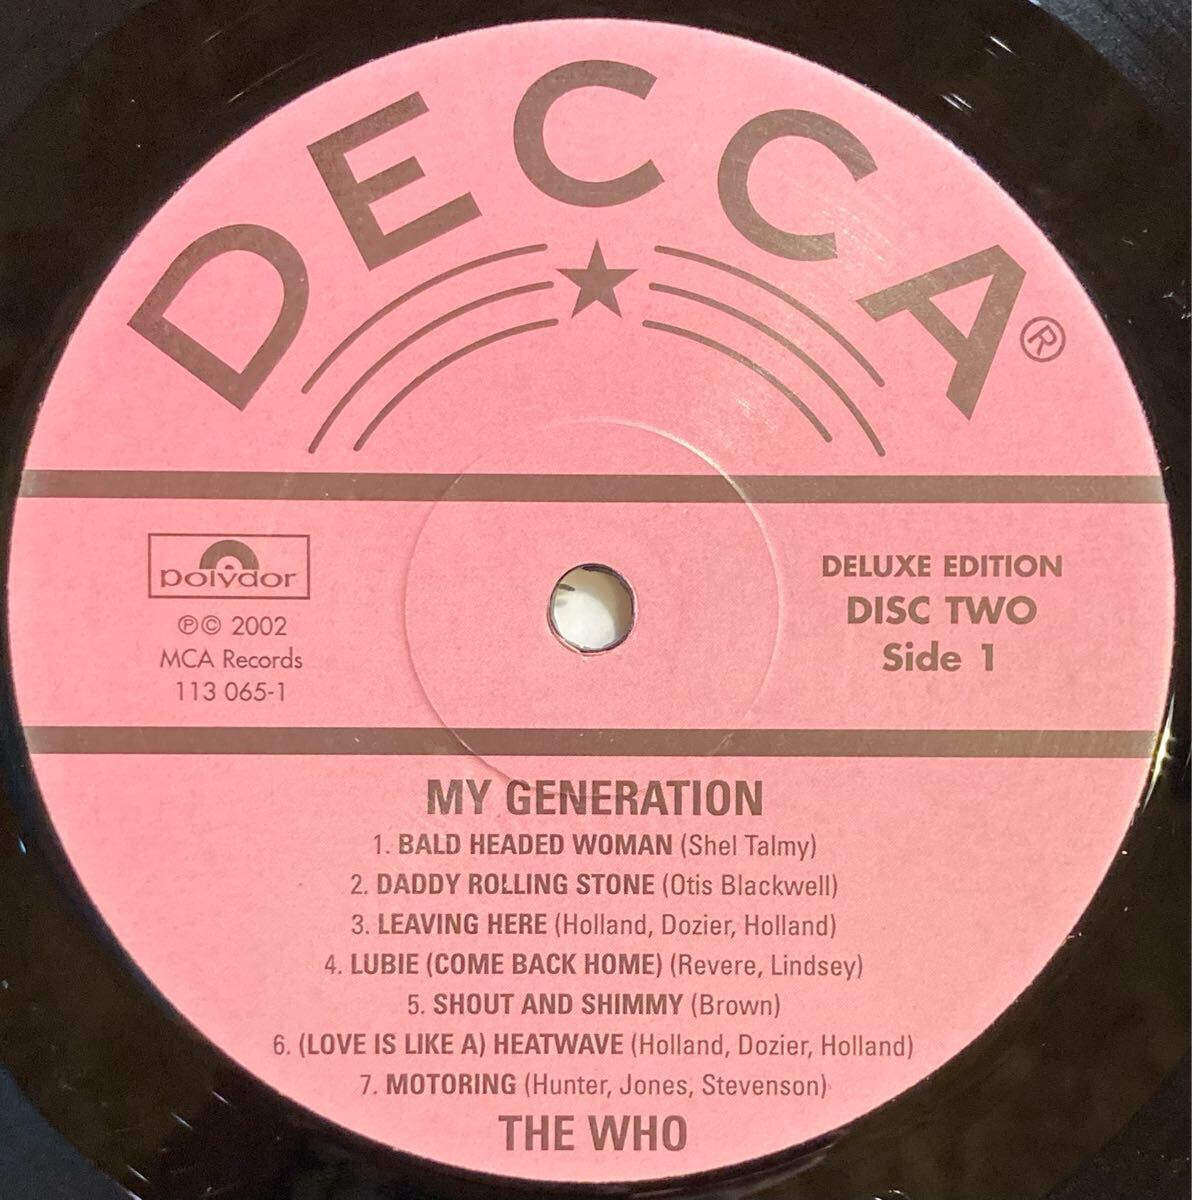 DECCA®
polydor
℗© 2002
MCA Records
113 065-1
DELUXE EDITION
DISC TWO
Side 1
MY GENERATION
1. BALD HEADED WOMAN (Shel Talmy)
2. DADDY ROLLING STONE (Otis Blackwell)
3. LEAVING HERE (Holland, Dozier, Holland)
4. LUBIE (COME BACK HOME) (Revere, Lindsey)
5. SHOUT AND SHIMMY (Brown)
6. (LOVE IS LIKE A) HEATWAVE (Holland, Dozier, Holland)
7. MOTORING (Hunter, Jones, Stevenson)
THE WHO